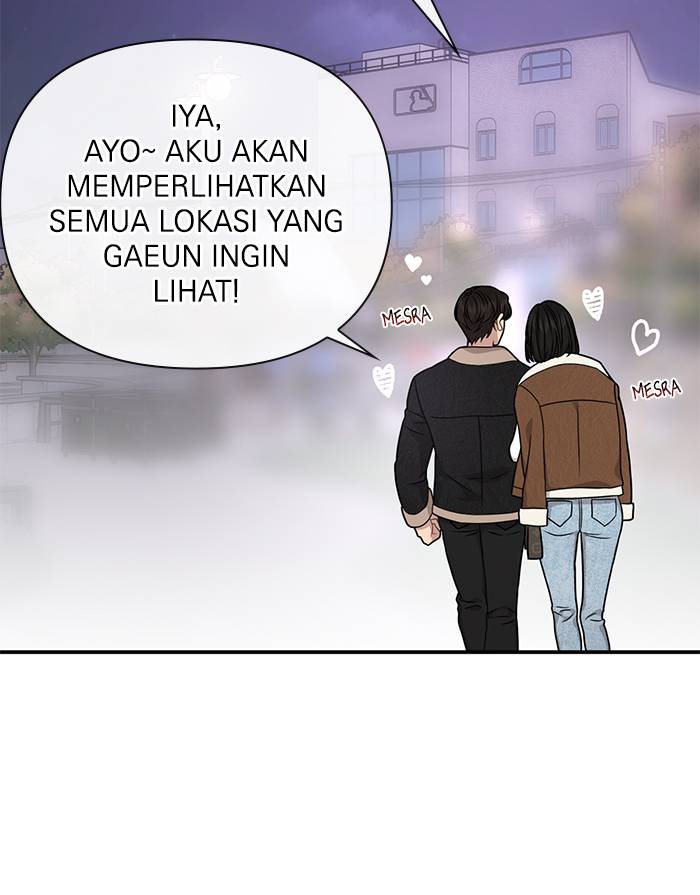 IYA,
AYO~ AKU AKAN
MEMPERLIHATKAN
SEMUA LOKASI YANG
GAEUN INGIN
LIHAT!
MESRA
MESRA